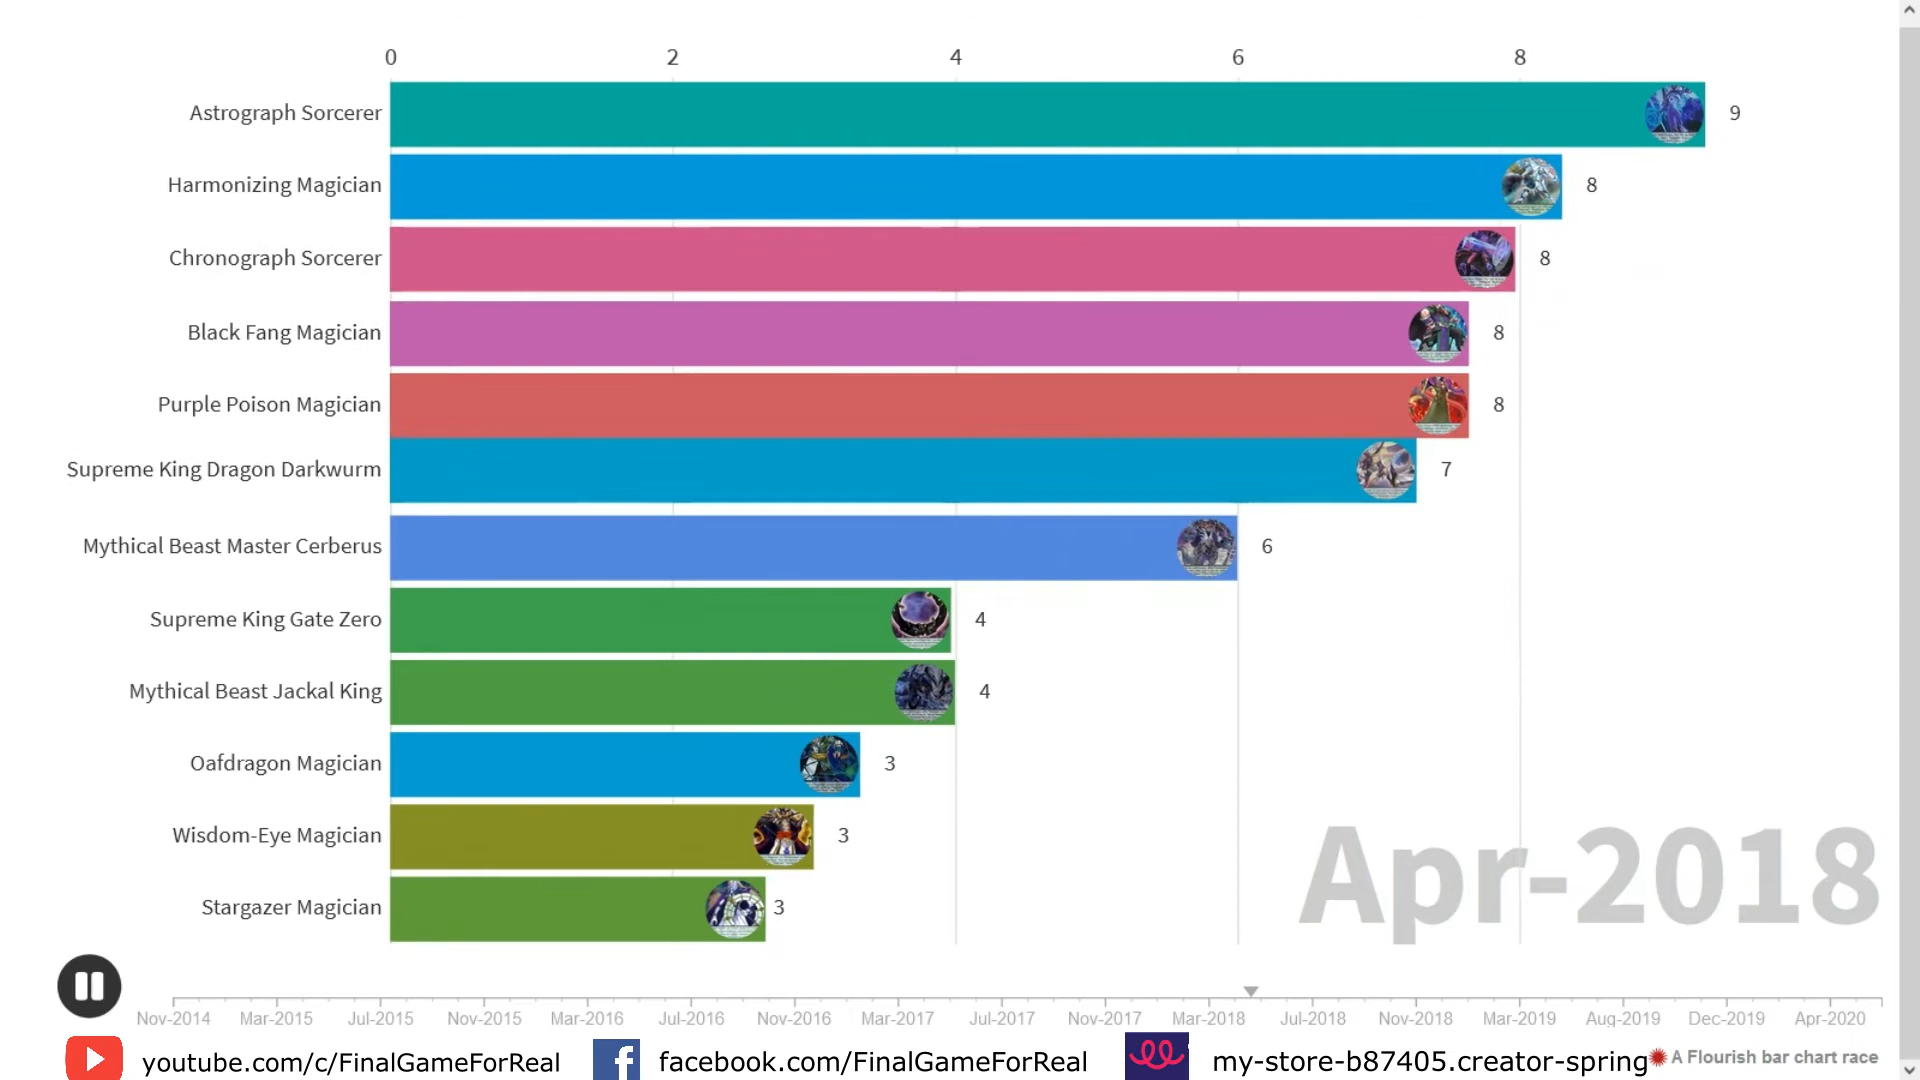 0 2 4 6 8
Astrograph Sorcerer 9
Harmonizing Magician 8
Chronograph Sorcerer 8
Black Fang Magician 8
Purple Poison Magician 8
Supreme King Dragon Darkwurm 7
Mythical Beast Master Cerberus 6
Supreme King Gate Zero 4
Mythical Beast Jackal King 4
Oafdragon Magician 3
Wisdom-Eye Magician 3
Stargazer Magician 3
Apr-2018
Nov-2014 Mar-2015 Jul-2015 Nov-2015 Mar-2016 Jul-2016 Nov-2016 Mar-2017 Jul-2017 Nov-2017 Mar-2018 Jul-2018 Nov-2018 Mar-2019 Aug-2019 Dec-2019 Apr-2020
youtube.com/c/FinalGameForReal facebook.com/FinalGameForReal my-store-b87405.creator-spring A Flourish bar chart race